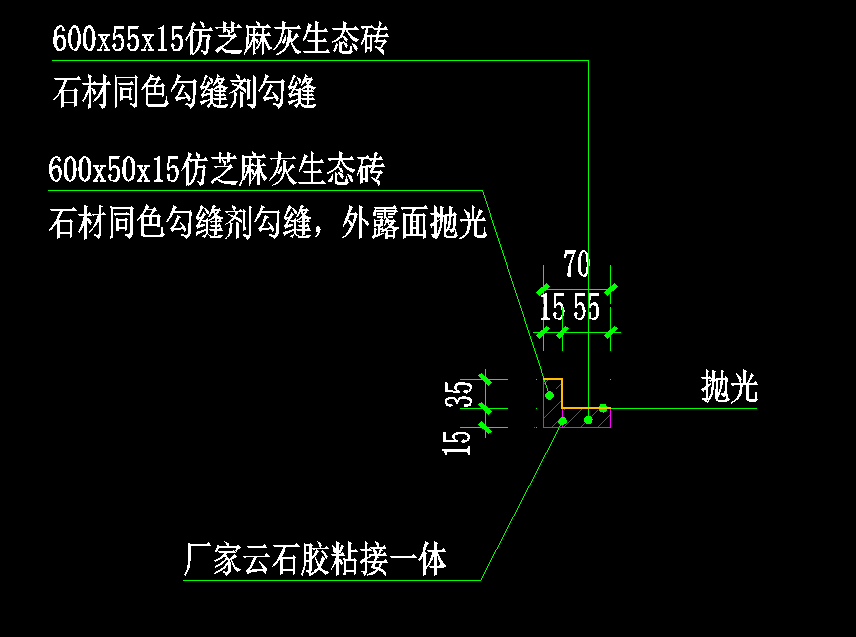 600x55x15仿芝麻灰生态砖
石材同色勾缝剂勾缝
600x50x15仿芝麻灰生态砖
石材同色勾缝剂勾缝，外露面抛光
70
15 55
35
15
抛光
厂家云石胶粘接一体